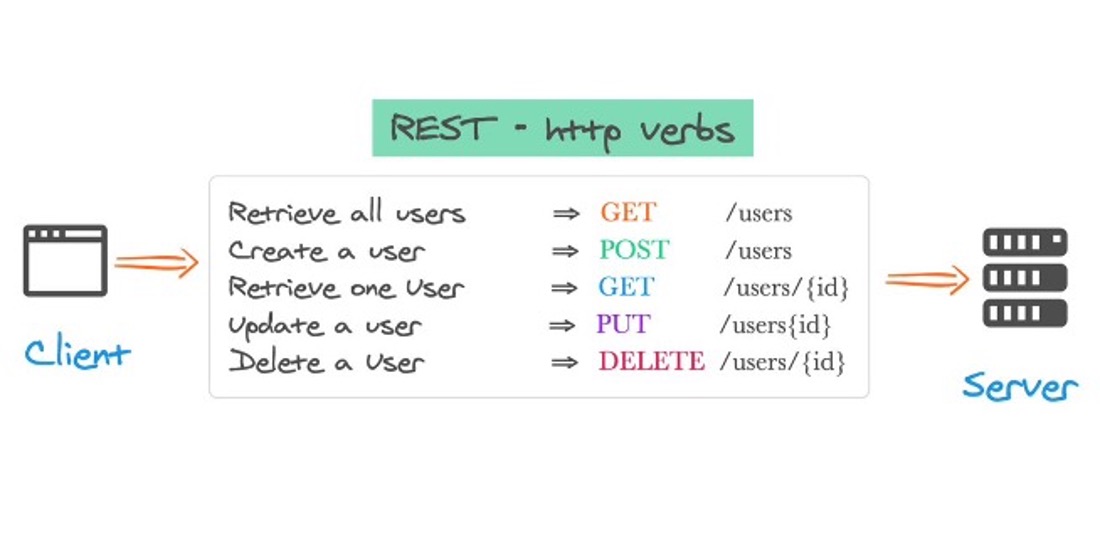 REST - http verbs
Retrieve all users ⇒ GET /users
Create a user ⇒ POST /users
Retrieve one User ⇒ GET /users/{id}
Update a user ⇒ PUT /users{id}
Delete a User ⇒ DELETE /users/{id}
Client
Server